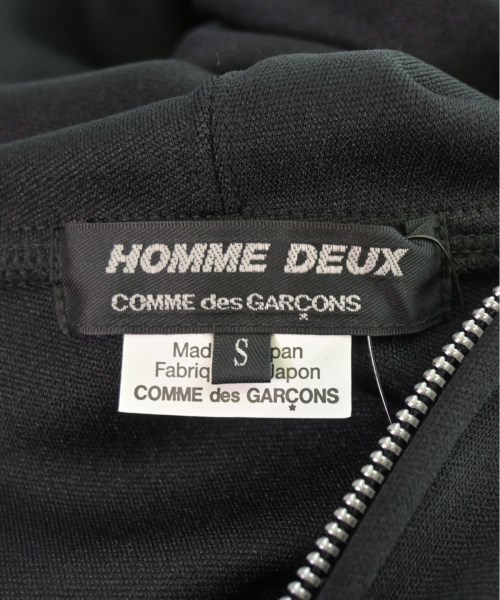 HOMME DEUX
COMME des GARÇONS
S
Mad pan
Fabriq Japon
COMME des GARÇONS